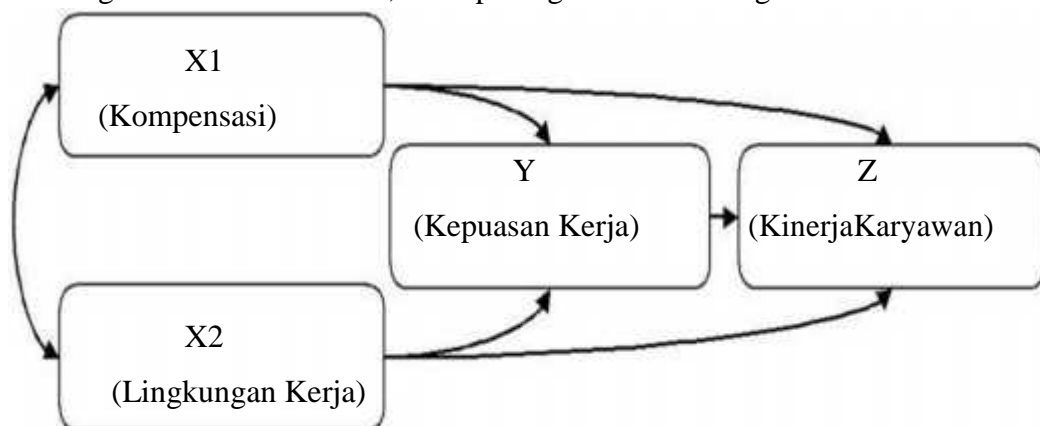 X1
(Kompensasi)
Y
(Kepuasan Kerja)
Z
(KinerjaKaryawan)
X2
(Lingkungan Kerja)